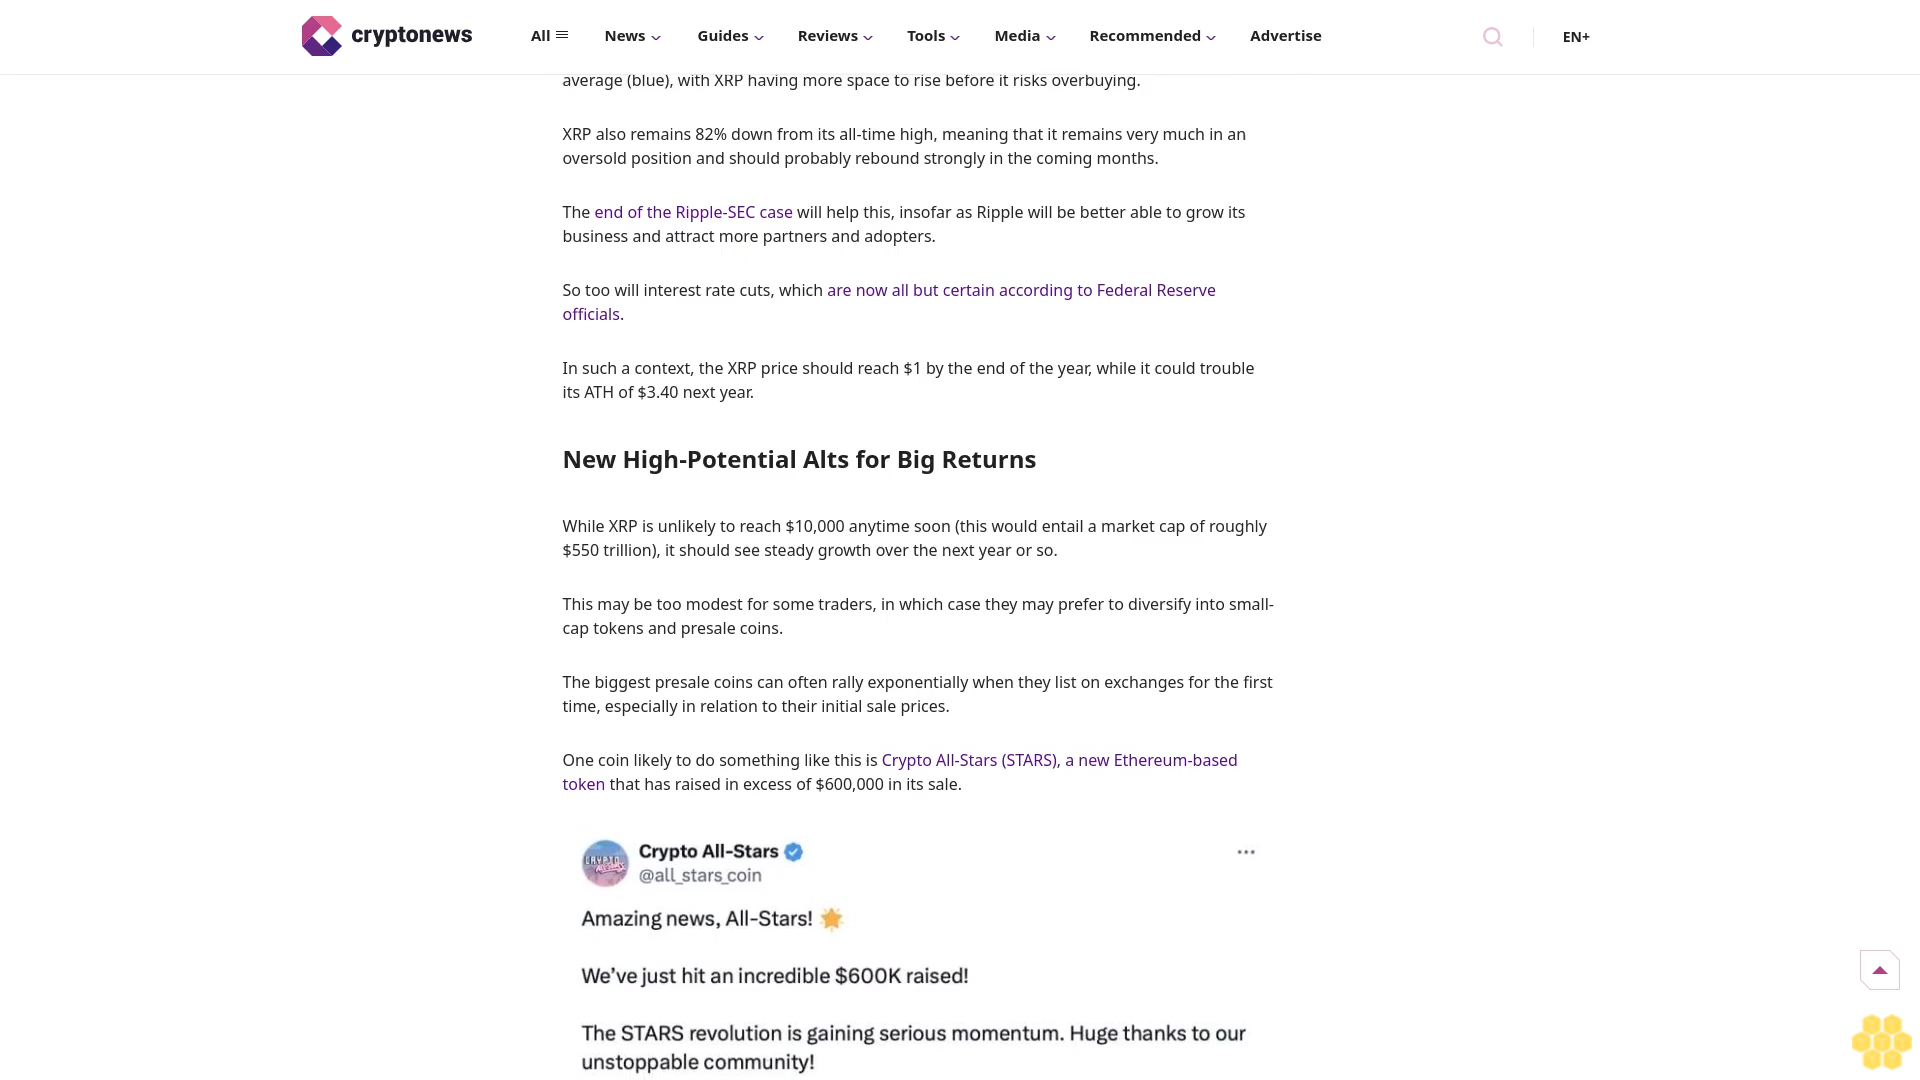 cryptonews
All
News
Guides
Reviews
Tools
Media
Recommended
Advertise
EN+
average (blue), with XRP having more space to rise before it risks overbuying.
XRP also remains 82% down from its all-time high, meaning that it remains very much in an
oversold position and should probably rebound strongly in the coming months.
The end of the Ripple-SEC case will help this, insofar as Ripple will be better able to grow its
business and attract more partners and adopters.
So too will interest rate cuts, which are now all but certain according to Federal Reserve
officials.
In such a context, the XRP price should reach $1 by the end of the year, while it could trouble
its ATH of $3.40 next year.
New High-Potential Alts for Big Returns
While XRP is unlikely to reach $10,000 anytime soon (this would entail a market cap of roughly
$550 trillion), it should see steady growth over the next year or so.
This may be too modest for some traders, in which case they may prefer to diversify into small-
cap tokens and presale coins.
The biggest presale coins can often rally exponentially when they list on exchanges for the first
time, especially in relation to their initial sale prices.
One coin likely to do something like this is Crypto All-Stars (STARS), a new Ethereum-based
token that has raised in excess of $600,000 in its sale.
Crypto All-Stars
@all_stars_coin
Amazing news, All-Stars! 🌟
We've just hit an incredible $600K raised!
The STARS revolution is gaining serious momentum. Huge thanks to our
unstoppable community!